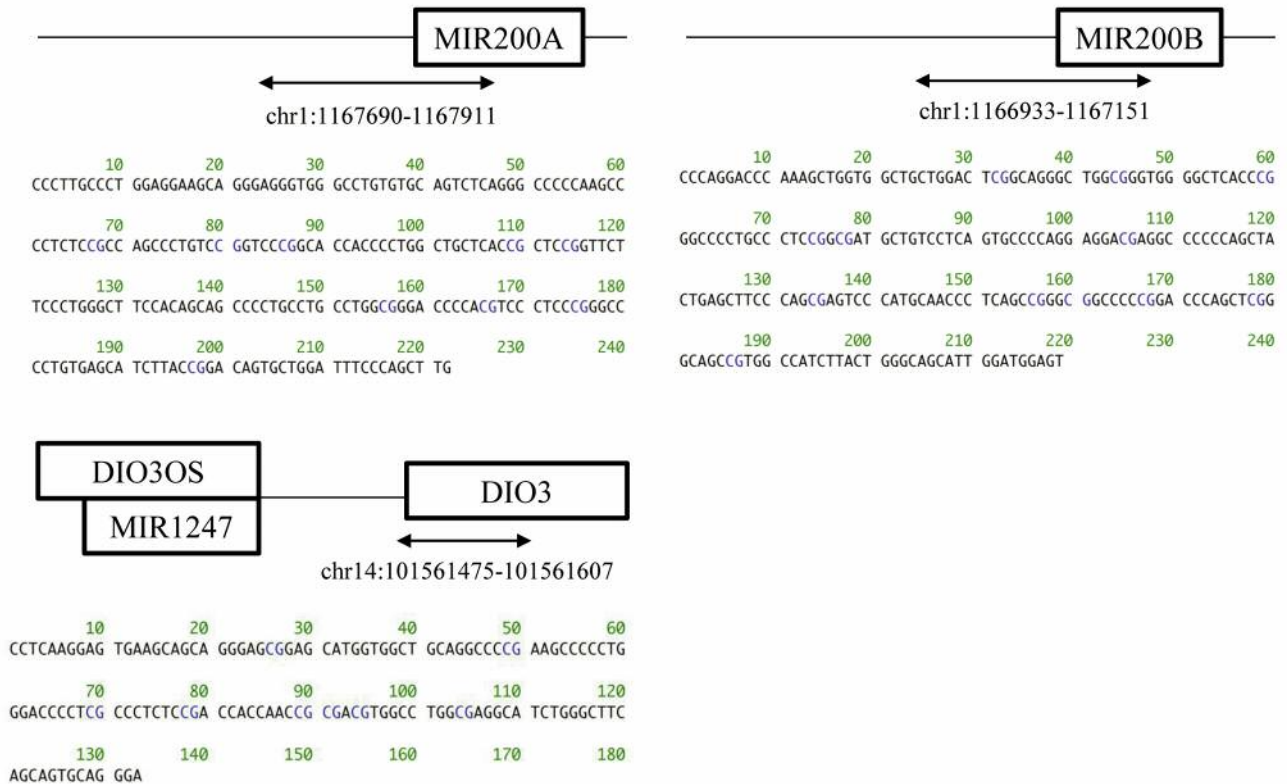 MIR200A
chr1:1167690-1167911
10 20 30 40 50 60
CCCTTGCCCT GGAGGAAGCA GGGAGGGTGG GCCTGTGTGC AGTCTCAGGG CCCCCAAGCC
70 80 90 100 110 120
CCTCTCCGCC AGCCCTGTCC GGTCCCGGCA CCACCCCTGG CTGCTCACCG CTCCGGTTCT
130 140 150 160 170 180
TCCCTGGGCT TCCACAGCAG CCCCTGCCTG CCTGGCGGGA CCCCACGTCC CTCCCGGGCC
190 200 210 220 230 240
CCTGTGAGCA TCTTACCGGA CAGTGCTGGA TTTCCCAGCT TG
MIR200B
chr1:1166933-1167151
10 20 30 40 50 60
CCCAGGACCC AAAGCTGGTG GCTGCTGGACT TCGGCAGGGC TGGCGGGTGG GGCTCACCCG
70 80 90 100 110 120
GGCCCCTGCCC CTCCGGCGAT GCTGTCCTCA GTGCCCCAGG AGGACGAGGC CCCCCAGCTA
130 140 150 160 170 180
CTGAGCTTCC CAGCGAGTCC CATGCAACCC TCAGCCGGGC GGCCCCCGGA CCCAGCTCGG
190 200 210 220 230 240
GCAGCCGTGG CCATCTTACT GGGCAGCATT GGATGGAGT
DIO3OS
MIR1247
DIO3
chr14:101561475-101561607
10 20 30 40 50 60
CCTCAAGGAG TGAAGCAGCA GGGAGCGGAG CATGGTGGCT GCAGGCCCCG AAGCCCCCTG
70 80 90 100 110 120
GGACCCCTCG CCCTCTCCGA CCACCAACCG CGACGTGGCC TGGCGAGGCA TCTGGGCTTC
130 140 150 160 170 180
AGCAGTGCAG GGA